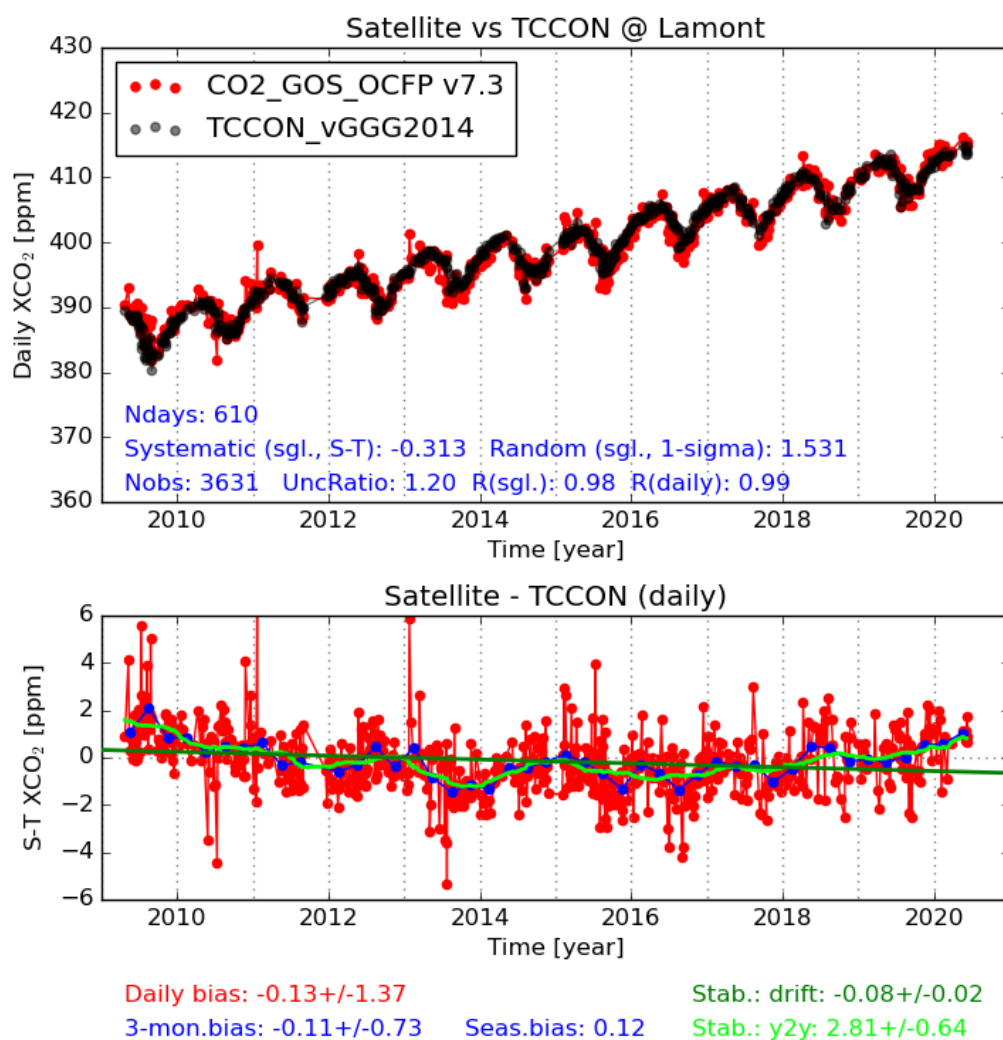 Satellite vs TCCON @ Lamont
430
420
410
400
390
380
370
360
Daily XCO₂ [ppm]
CO2_GOS_OCFP v7.3
TCCON_vGGG2014
Ndays: 610
Systematic (sgl., S-T): -0.313 Random (sgl., 1-sigma): 1.531
Nobs: 3631 UncRatio: 1.20 R(sgl.): 0.98 R(daily): 0.99
2010 2012 2014 2016 2018 2020
Time [year]
Satellite - TCCON (daily)
6
4
2
0
−2
−4
−6
S-T XCO₂ [ppm]
2010 2012 2014 2016 2018 2020
Time [year]
Daily bias: -0.13+/-1.37 Stab.: drift: -0.08+/-0.02
3-mon.bias: -0.11+/-0.73 Seas.bias: 0.12 Stab.: y2y: 2.81+/-0.64